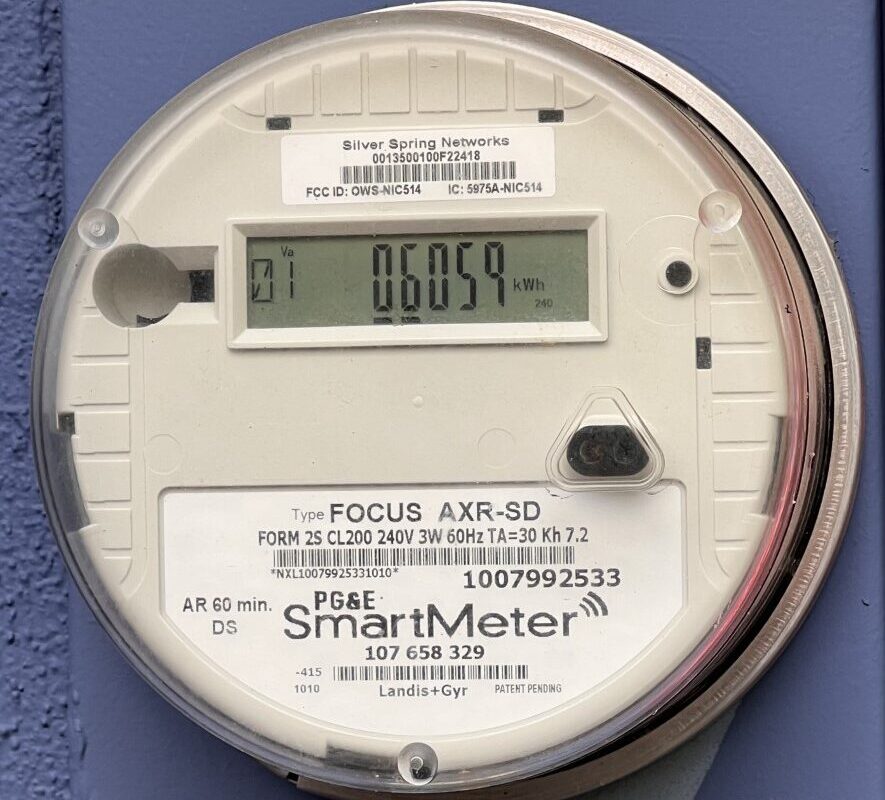 Silver Spring Networks
0013500100F22418
FCC ID: OWS-NIC514 IC: 5975A-NIC514
Va
01 06059 kWh
240
Type FOCUS AXR-SD
FORM 2S CL200 240V 3W 60Hz TA=30 Kh 7.2
*NXL10079925331010* 1007992533
AR 60 min. PG&E
DS SmartMeter
107 658 329
-415
1010 Landis+Gyr PATENT PENDING